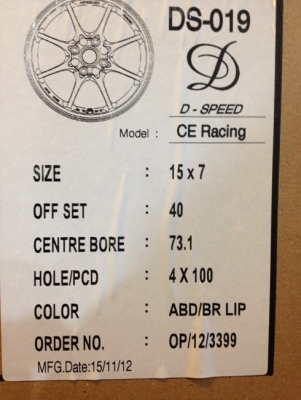 DS-019
D - SPEED
Model : CE Racing
SIZE : 15 x 7
OFF SET : 40
CENTRE BORE : 73.1
HOLE/PCD : 4 X 100
COLOR : ABD/BR LIP
ORDER NO. : OP/12/3399
MFG.Date:15/11/12